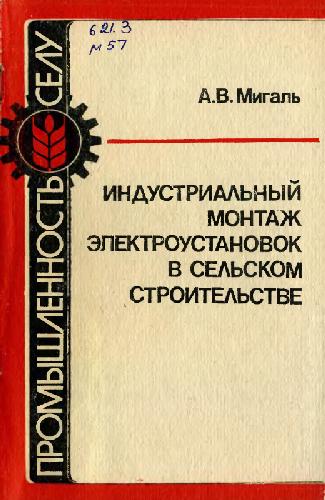 621.3
М57
А.В.Мигаль
ИНДУСТРИАЛЬНЫЙ
МОНТАЖ
ЭЛЕКТРОУСТАНОВОК
В СЕЛЬСКОМ
СТРОИТЕЛЬСТВЕ
ПРОМЫШЛЕННОСТЬ СЕЛУ